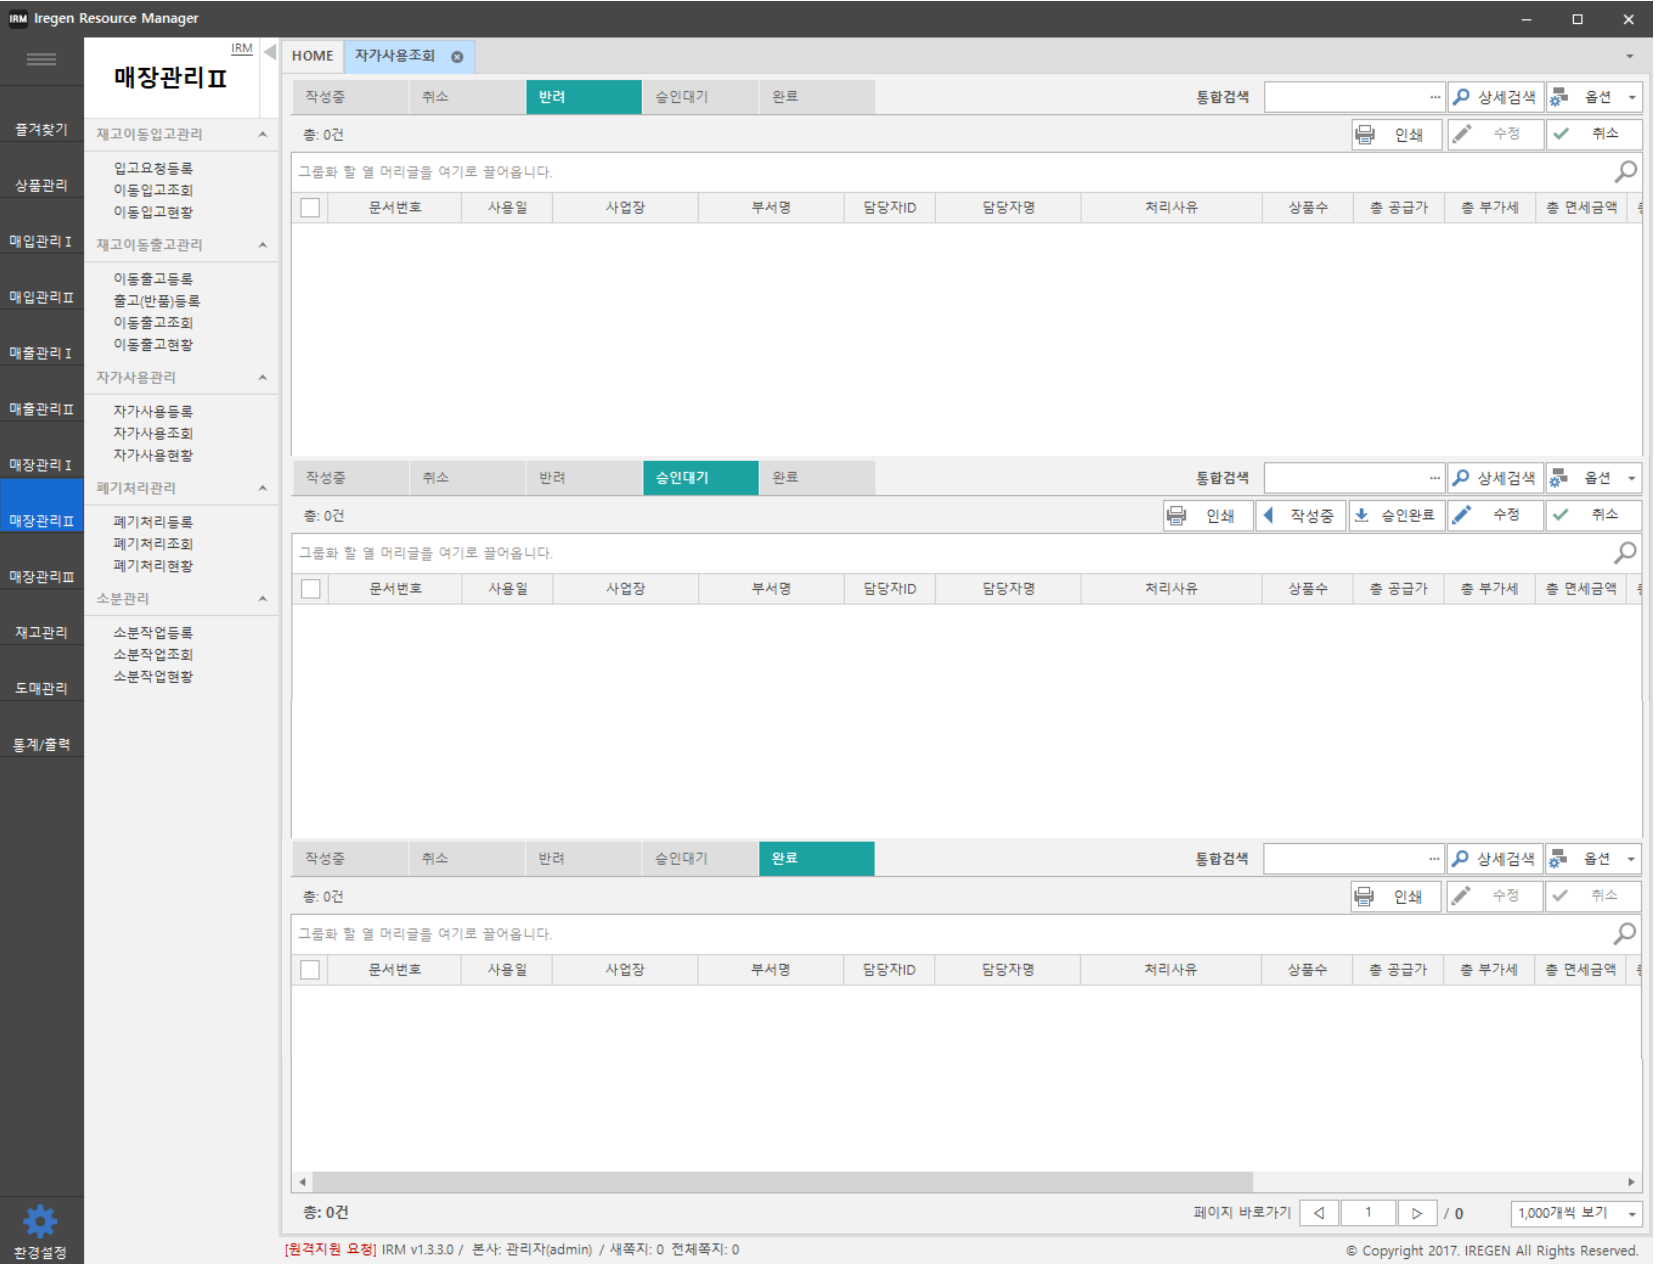 IRM Iregen Resource Manager
IRM
매장관리Ⅱ
즐겨찾기
상품관리
매입관리Ⅰ
매입관리Ⅱ
매출관리Ⅰ
매출관리Ⅱ
매장관리Ⅰ
매장관리Ⅱ
매장관리Ⅲ
재고관리
도매관리
통계/출력
환경설정
재고이동입고관리
입고요청등록
이동입고조회
이동입고현황
재고이동출고관리
이동출고등록
출고(반품)등록
이동출고조회
이동출고현황
자가사용관리
자가사용등록
자가사용조회
자가사용현황
폐기처리관리
폐기처리등록
폐기처리조회
폐기처리현황
소분관리
소분작업등록
소분작업조회
소분작업현황
HOME 자가사용조회
작성중 취소 반려 승인대기 완료 통합검색 ··· 상세검색 옵션
총: 0건 인쇄 수정 취소
그룹화 할 열 머리글을 여기로 끌어옵니다.
문서번호 사용일 사업장 부서명 담당자ID 담당자명 처리사유 상품수 총 공급가 총 부가세 총 면세금액
작성중 취소 반려 승인대기 완료 통합검색 ··· 상세검색 옵션
총: 0건 인쇄 작성중 승인완료 수정 취소
그룹화 할 열 머리글을 여기로 끌어옵니다.
문서번호 사용일 사업장 부서명 담당자ID 담당자명 처리사유 상품수 총 공급가 총 부가세 총 면세금액
작성중 취소 반려 승인대기 완료 통합검색 ··· 상세검색 옵션
총: 0건 인쇄 수정 취소
그룹화 할 열 머리글을 여기로 끌어옵니다.
문서번호 사용일 사업장 부서명 담당자ID 담당자명 처리사유 상품수 총 공급가 총 부가세 총 면세금액
총: 0건 페이지 바로가기 1 / 0 1,000개씩 보기
[원격지원 요청] IRM v1.3.3.0 / 본사: 관리자(admin) / 새쪽지: 0 전체쪽지: 0 © Copyright 2017. IREGEN All Rights Reserved.